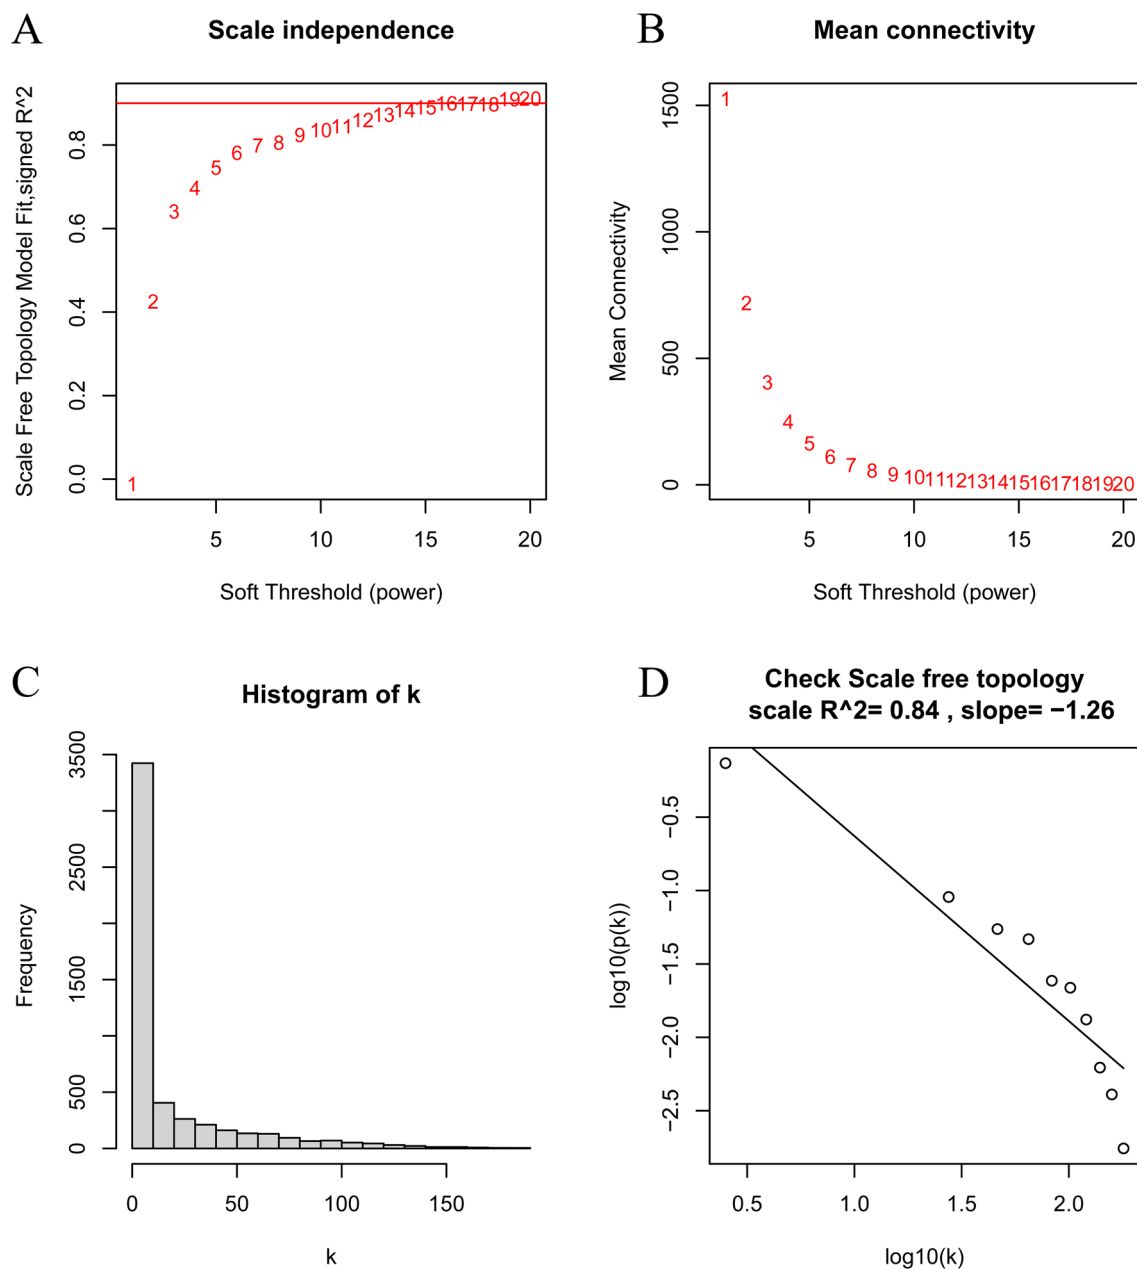 A
Scale independence
Scale Free Topology Model Fit,signed R^2
0.0 0.2 0.4 0.6 0.8
1 2 3 4 5 6 7 8 9 10 11 12 13 14 15 16 17 18 19 20
5 10 15 20
Soft Threshold (power)
B
Mean connectivity
Mean Connectivity
0 500 1000 1500
1 2 3 4 5 6 7 8 9 10 11 12 13 14 15 16 17 18 19 20
5 10 15 20
Soft Threshold (power)
C
Histogram of k
Frequency
0 500 1500 2500 3500
0 50 100 150
k
D
Check Scale free topology
scale R^2= 0.84 , slope= −1.26
log10(p(k))
−2.5 −2.0 −1.5 −1.0 −0.5
0.5 1.0 1.5 2.0
log10(k)